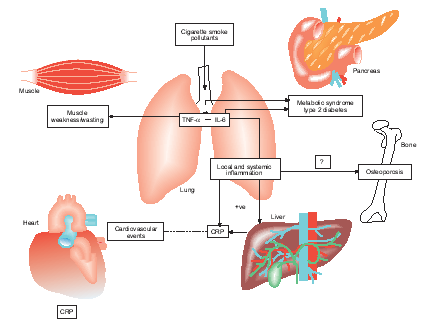 Cigarette smoke
pollutants
Pancreas
Muscle
Metabolic syndrome
type 2 diabetes
Muscle
weakness/wasting
TNF-α — IL-6
Bone
Local and systemic
inflammation
?
Osteoporosis
Lung
+ve
Liver
Heart
Cardiovascular
events
CRP
CRP